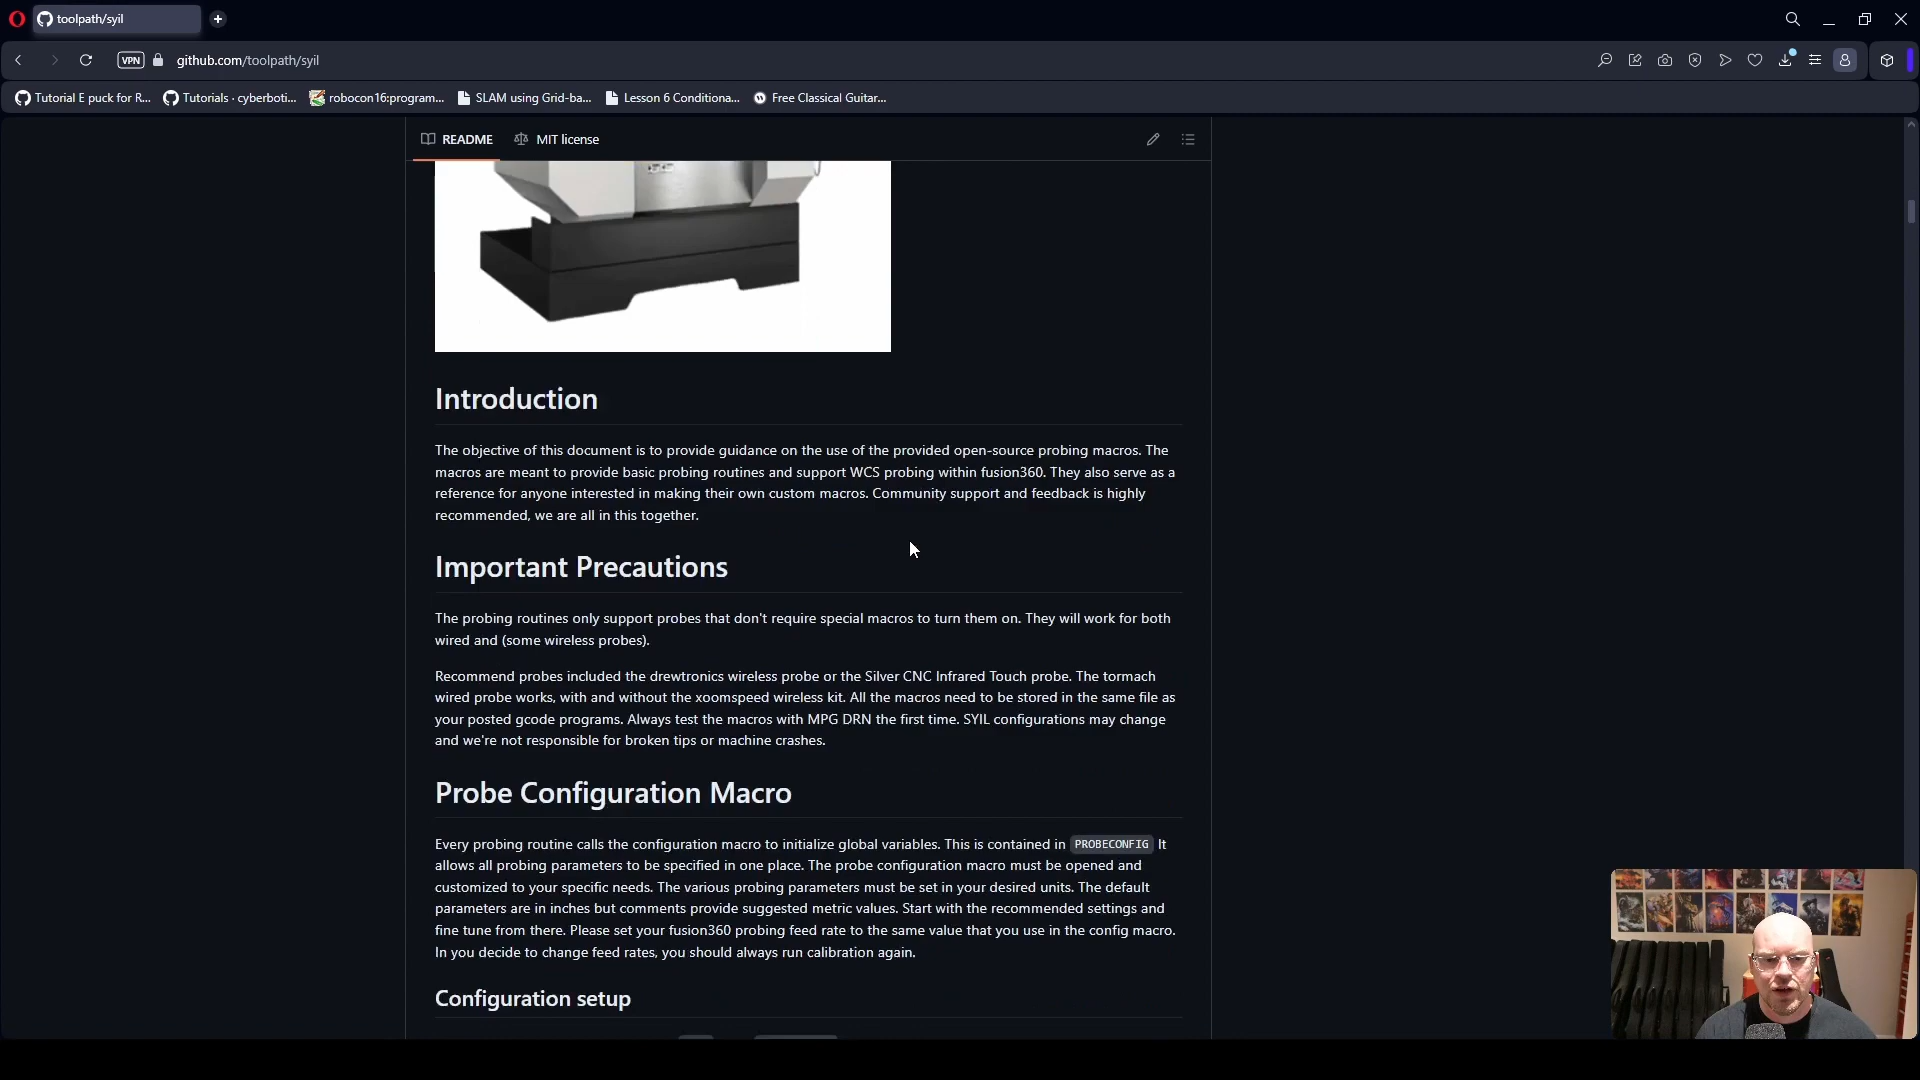 toolpath/syil
VPN github.com/toolpath/syil
Tutorial E puck for R... Tutorials · cyberboti... robocon16:program... SLAM using Grid-ba... Lesson 6 Conditiona... Free Classical Guitar...
README MIT license
Introduction
The objective of this document is to provide guidance on the use of the provided open-source probing macros. The
macros are meant to provide basic probing routines and support WCS probing within fusion360. They also serve as a
reference for anyone interested in making their own custom macros. Community support and feedback is highly
recommended, we are all in this together.
Important Precautions
The probing routines only support probes that don't require special macros to turn them on. They will work for both
wired and (some wireless probes).
Recommend probes included the drewtronics wireless probe or the Silver CNC Infrared Touch probe. The tormach
wired probe works, with and without the xoomspeed wireless kit. All the macros need to be stored in the same file as
your posted gcode programs. Always test the macros with MPG DRN the first time. SYIL configurations may change
and we're not responsible for broken tips or machine crashes.
Probe Configuration Macro
Every probing routine calls the configuration macro to initialize global variables. This is contained in PROBECONFIG It
allows all probing parameters to be specified in one place. The probe configuration macro must be opened and
customized to your specific needs. The various probing parameters must be set in your desired units. The default
parameters are in inches but comments provide suggested metric values. Start with the recommended settings and
fine tune from there. Please set your fusion360 probing feed rate to the same value that you use in the config macro.
In you decide to change feed rates, you should always run calibration again.
Configuration setup